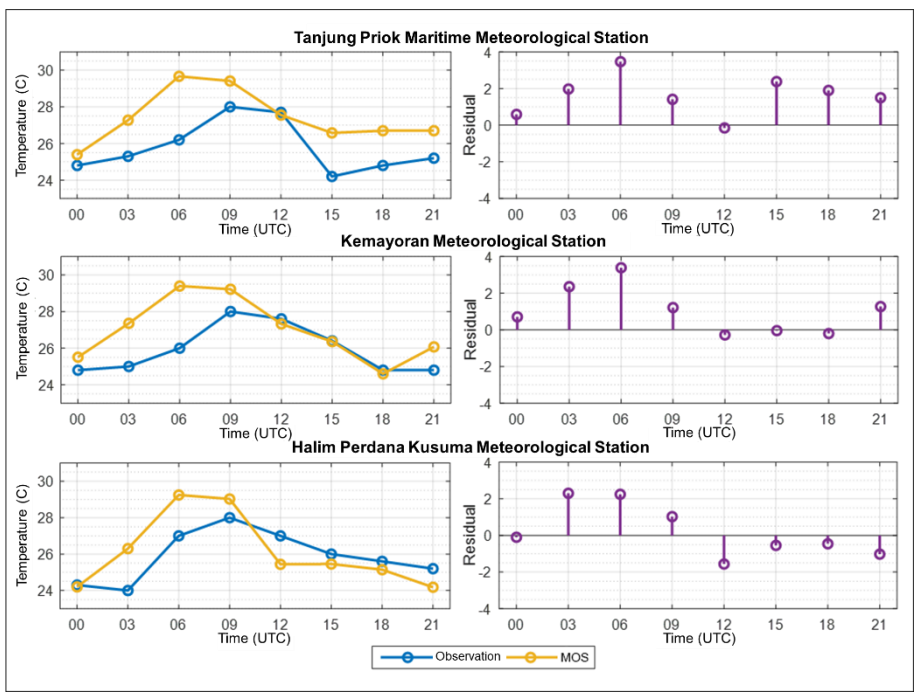 Tanjung Priok Maritime Meteorological Station
Temperature (C)
30
28
26
24
00 03 06 09 12 15 18 21
Time (UTC)
Residual
4
2
0
-2
-4
00 03 06 09 12 15 18 21
Time (UTC)
Kemayoran Meteorological Station
Temperature (C)
30
28
26
24
00 03 06 09 12 15 18 21
Time (UTC)
Residual
4
2
0
-2
-4
00 03 06 09 12 15 18 21
Time (UTC)
Halim Perdana Kusuma Meteorological Station
Temperature (C)
30
28
26
24
00 03 06 09 12 15 18 21
Time (UTC)
Residual
4
2
0
-2
-4
00 03 06 09 12 15 18 21
Time (UTC)
Observation MOS